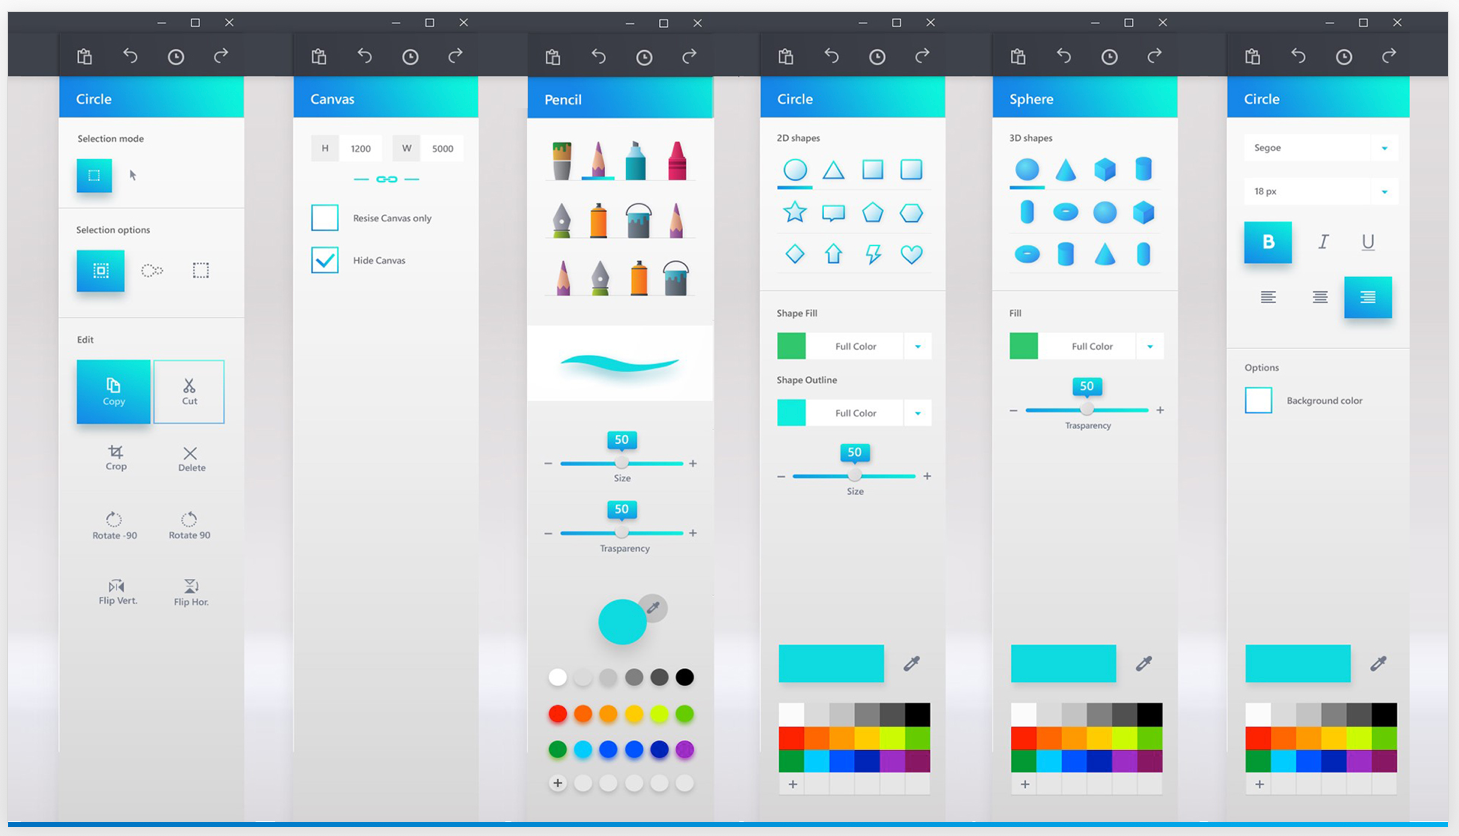 Circle
Selection mode
Selection options
Edit
Copy Cut
Crop Delete
Rotate -90 Rotate 90
Flip Vert. Flip Hor.
Canvas
H 1200 W 5000
Resise Canvas only
Hide Canvas
Pencil
50
Size
50
Trasparency
Circle
2D shapes
Shape Fill
Full Color
Shape Outline
Full Color
50
Size
Sphere
3D shapes
Fill
Full Color
50
Trasparency
Circle
Segoe
18 px
B I U
Options
Background color